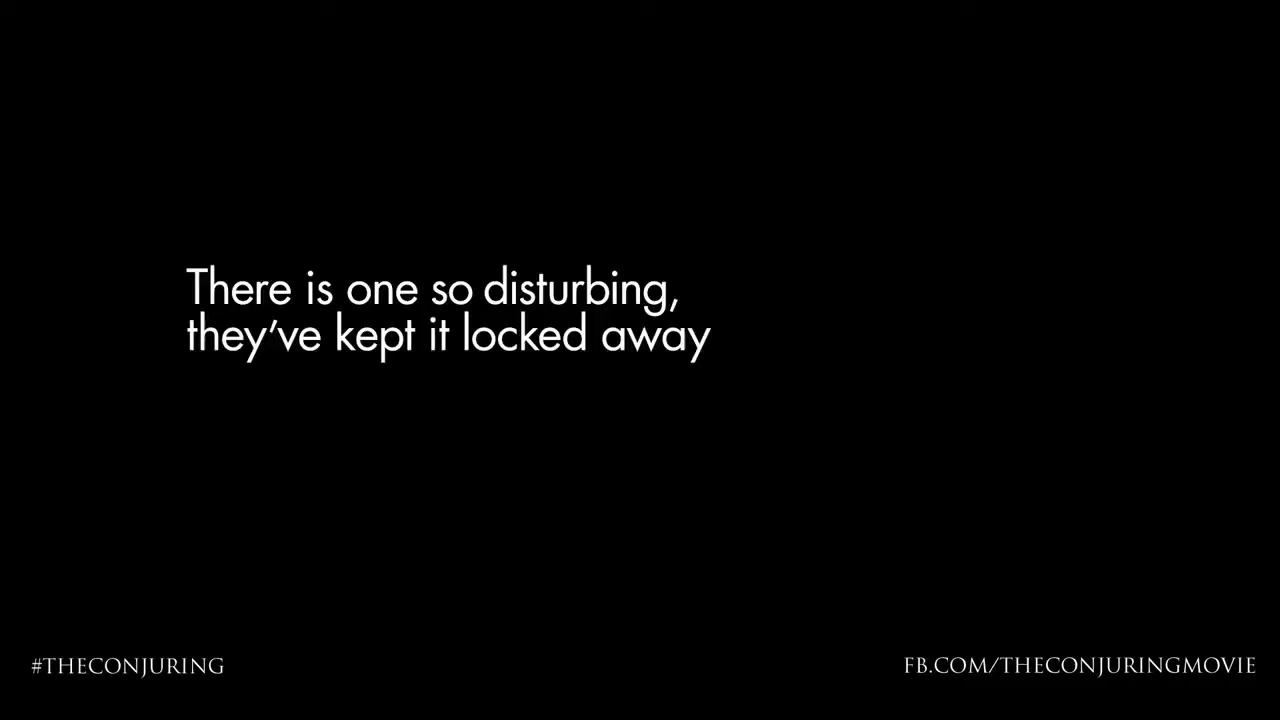 There is one so disturbing,
they've kept it locked away
#THECONJURING
FB.COM/THECONJURINGMOVIE